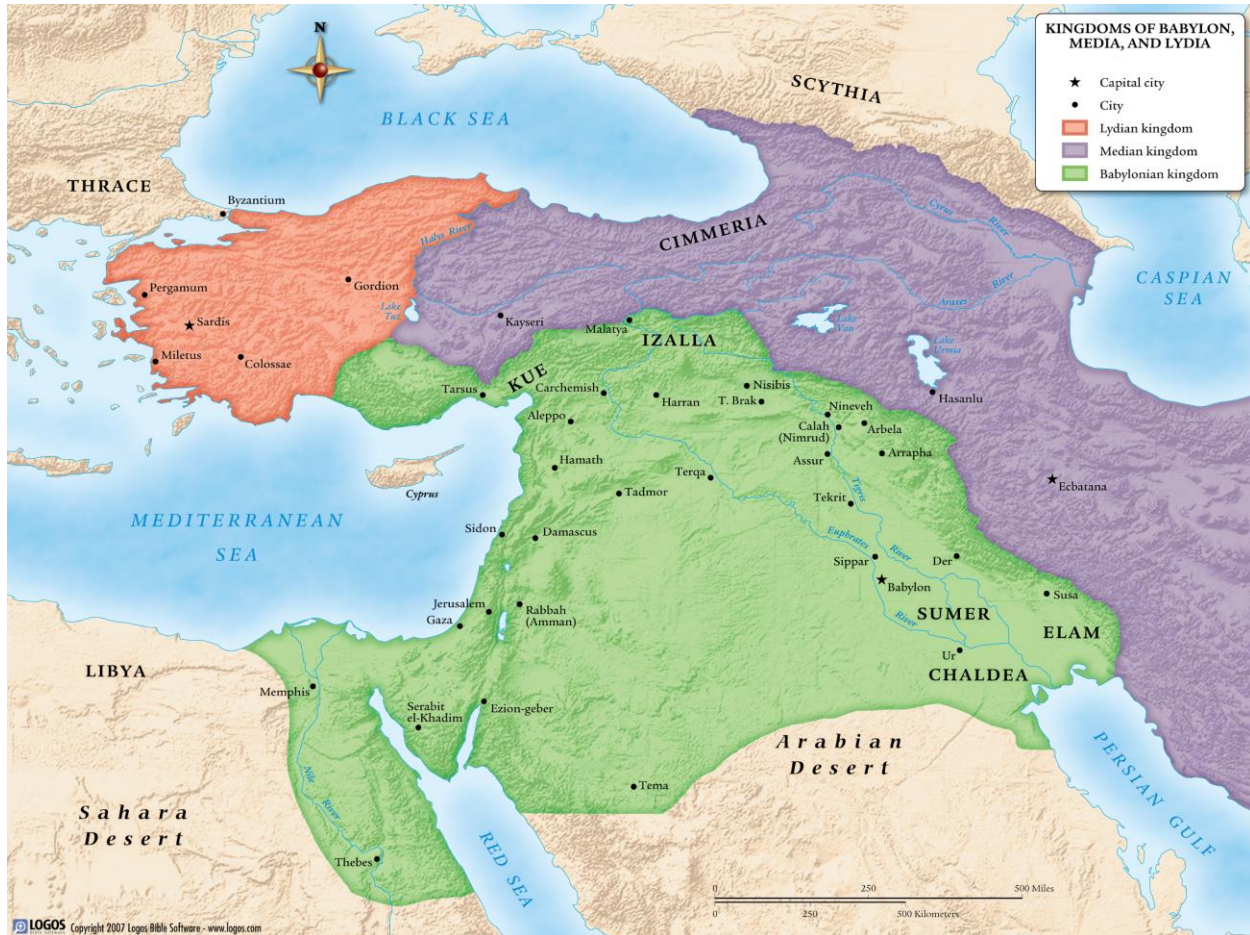 KINGDOMS OF BABYLON,
MEDIA, AND LYDIA
Capital city
City
Lydian kingdom
Median kingdom
Babylonian kingdom
N
SCYTHIA
BLACK SEA
THRACE
Byzantium
CIMMERIA
Cyrus
River
Halys River
CASPIAN
SEA
Pergamum
Gordion
Araxes
River
Sardis
Lake
Tuz
Kayseri
Malatya
Lake
Van
IZALLA
Lake
Urmia
Miletus
Colossae
KUE
Tarsus
Carchemish
Harran
Nisibis
T. Brak
Hasanlu
Nineveh
Aleppo
Calah
(Nimrud)
Arbela
Assur
Arrapha
Hamath
Terqa
Ecbatana
Cyprus
Tadmor
Tigris
Tekrit
MEDITERRANEAN
SEA
Sidon
Damascus
Euphrates
River
Sippar
Der
Babylon
Susa
Jerusalem
Gaza
Rabbah
(Amman)
River
SUMER
ELAM
Ur
LIBYA
CHALDEA
Memphis
Serabit
el-Khadim
Ezion-geber
Arabian
Desert
PERSIAN GULF
Nile
River
Tema
Sahara
Desert
RED SEA
Thebes
0 250 500 Miles
0 250 500 Kilometers
LOGOS Copyright 2007 Logos Bible Software - www.logos.com